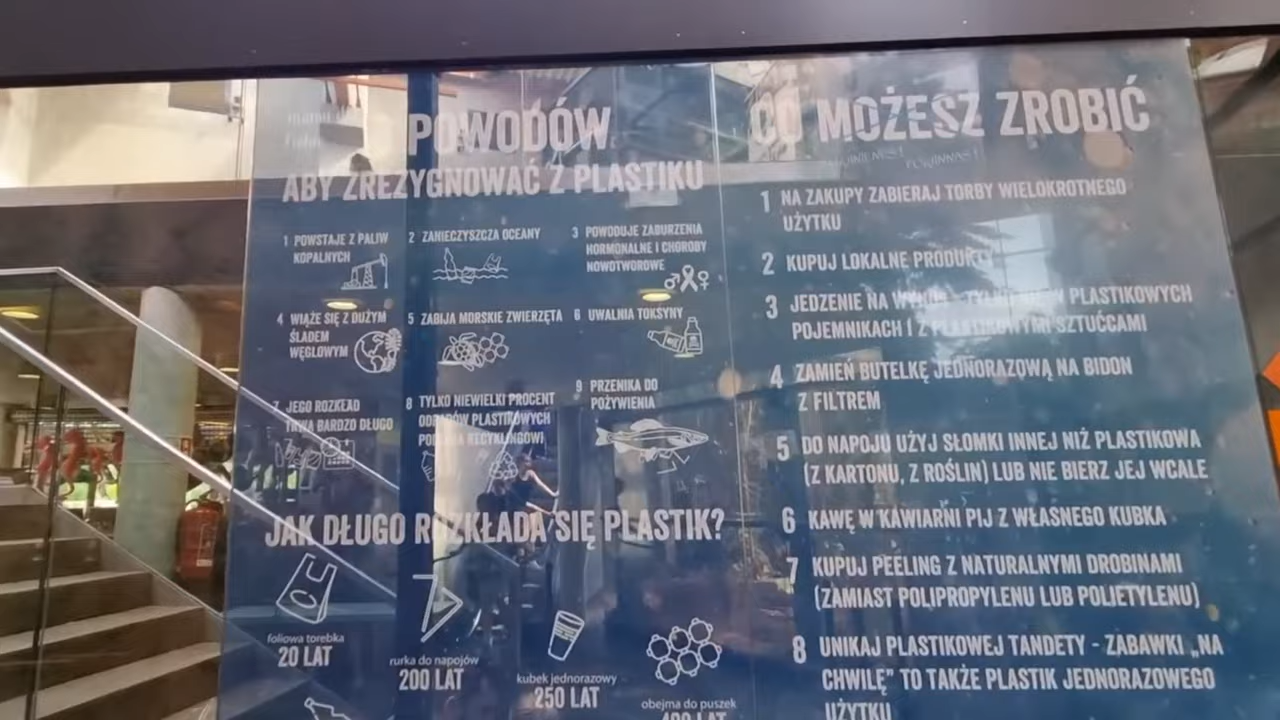 POWODÓW
ABY ZREZYGNOWAĆ Z PLASTIKU
1 POWSTAJE Z PALIW
KOPALNYCH
2 ZANIECZYSZCZA OCEANY
3 POWODUJE ZABURZENIA
HORMONALNE I CHOROBY
NOWOTWOROWE
4 WIĄŻE SIĘ Z DUŻYM
ŚLADEM
WĘGLOWYM
5 ZABIJA MORSKIE ZWIERZĘTA
6 UWALNIA TOKSYNY
7 JEGO ROZKŁAD
TRWA BARDZO DŁUGO
8 TYLKO NIEWIELKI PROCENT
ODPADÓW PLASTIKOWYCH
PODLEGA RECYKLINGOWI
9 PRZENIKA DO
POŻYWIENIA
JAK DŁUGO ROZKŁADA SIĘ PLASTIK?
foliowa torebka
20 LAT
rurka do napojów
200 LAT
kubek jednorazowy
250 LAT
obejma do puszek
LAT
CO MOŻESZ ZROBIĆ
1 NA ZAKUPY ZABIERAJ TORBY WIELOKROTNEGO
UŻYTKU
2 KUPUJ LOKALNE PRODUKTY
3 JEDZENIE NA PLASTIKOWYCH
POJEMNIKACH I Z PLASTIKOWYMI SZTUĆCAMI
4 ZAMIEŃ BUTELKĘ JEDNORAZOWĄ NA BIDON
Z FILTREM
5 DO NAPOJU UŻYJ SŁOMKI INNEJ NIŻ PLASTIKOWA
(Z KARTONU, Z ROŚLIN) LUB NIE BIERZ JEJ WCALE
6 KAWĘ W KAWIARNI PIJ Z WŁASNEGO KUBKA
7 KUPUJ PEELING Z NATURALNYMI DROBINAMI
(ZAMIAST POLIPROPYLENU LUB POLIETYLENU)
8 UNIKAJ PLASTIKOWEJ TANDETY - ZABAWKI „NA
CHWILĘ” TO TAKŻE PLASTIK JEDNORAZOWEGO
UŻYTKU